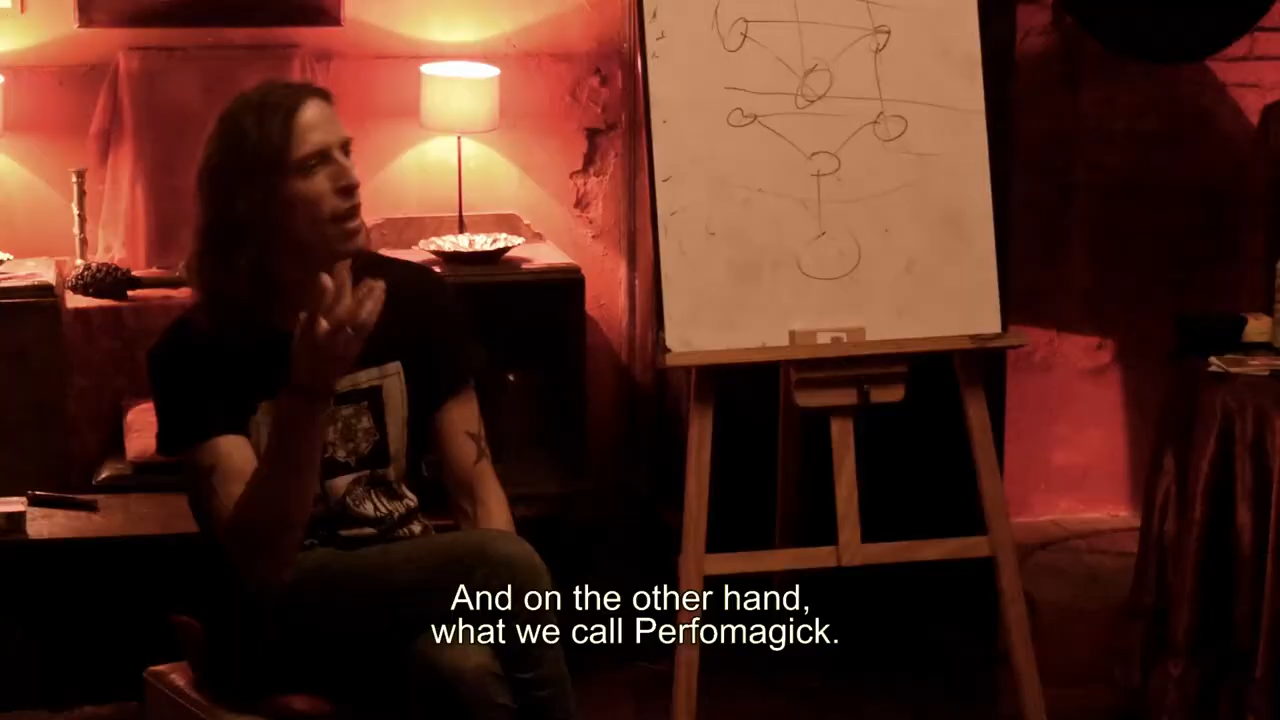 And on the other hand,
what we call Perfomagick.